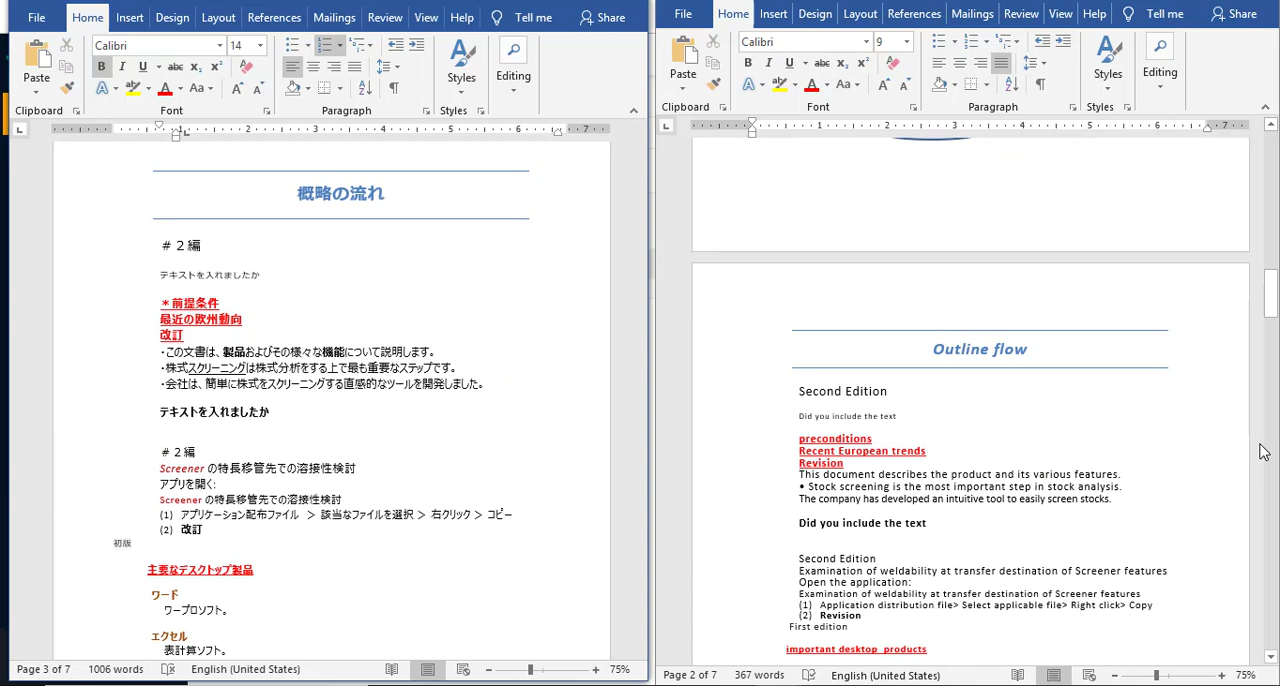 File Home Insert Design Layout References Mailings Review View Help Tell me Share
Calibri 14
Paste Styles Editing
Clipboard Font Paragraph Styles
1 2 3 4 5 6 7
概略の流れ
＃２編
テキストを入れましたか
＊前提条件
最近の欧州動向
改訂
・この文書は、製品およびその様々な機能について説明します。
・株式スクリーニングは株式分析をする上で最も重要なステップです。
・会社は、簡単に株式をスクリーニングする直感的なツールを開発しました。
テキストを入れましたか
＃２編
Screener の特長移管先での溶接性検討
アプリを開く:
Screener の特長移管先での溶接性検討
(1) アプリケーション配布ファイル ＞ 該当なファイルを選択 ＞ 右クリック ＞ コピー
(2) 改訂
初版
主要なデスクトップ製品
ワード
ワープロソフト。
エクセル
表計算ソフト。
Page 3 of 7 1006 words English (United States) 75%
File Home Insert Design Layout References Mailings Review View Help Tell me Share
Calibri 9
Paste Styles Editing
Clipboard Font Paragraph Styles
1 2 3 4 5 6 7
Outline flow
Second Edition
Did you include the text
preconditions
Recent European trends
Revision
This document describes the product and its various features.
• Stock screening is the most important step in stock analysis.
The company has developed an intuitive tool to easily screen stocks.
Did you include the text
Second Edition
Examination of weldability at transfer destination of Screener features
Open the application:
Examination of weldability at transfer destination of Screener features
(1) Application distribution file> Select applicable file> Right click> Copy
(2) Revision
First edition
important desktop products
Page 2 of 7 367 words English (United States) 75%